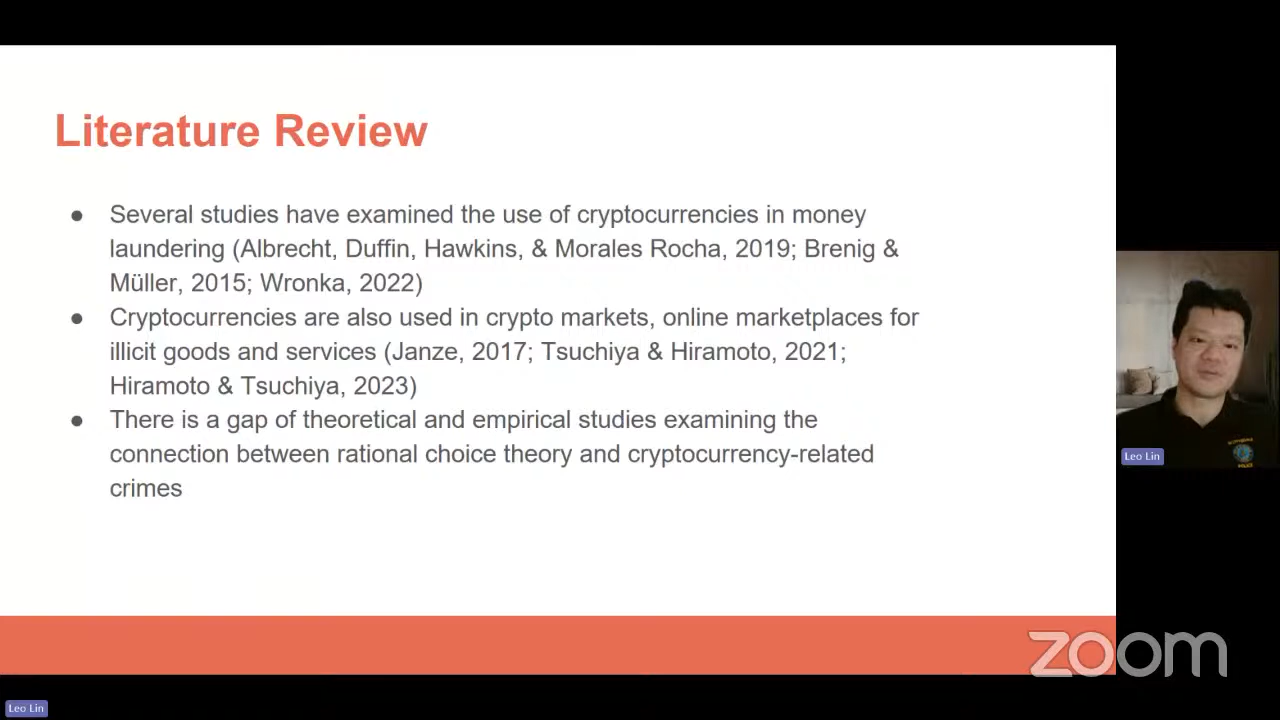 Literature Review
● Several studies have examined the use of cryptocurrencies in money
laundering (Albrecht, Duffin, Hawkins, & Morales Rocha, 2019; Brenig &
Müller, 2015; Wronka, 2022)
● Cryptocurrencies are also used in crypto markets, online marketplaces for
illicit goods and services (Janze, 2017; Tsuchiya & Hiramoto, 2021;
Hiramoto & Tsuchiya, 2023)
● There is a gap of theoretical and empirical studies examining the
connection between rational choice theory and cryptocurrency-related
crimes
Leo Lin
zoom
Leo Lin